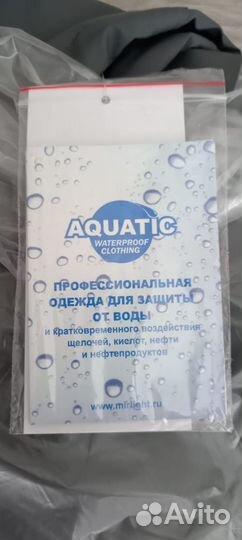 AQUATIC
WATERPROOF
CLOTHING
ПРОФЕССИОНАЛЬНАЯ
ОДЕЖДА ДЛЯ ЗАЩИТЫ
ОТ ВОДЫ
и кратковременного воздействия
щелочей, кислот, нефти
и нефтепродуктов
www.mirlight.ru
Avito